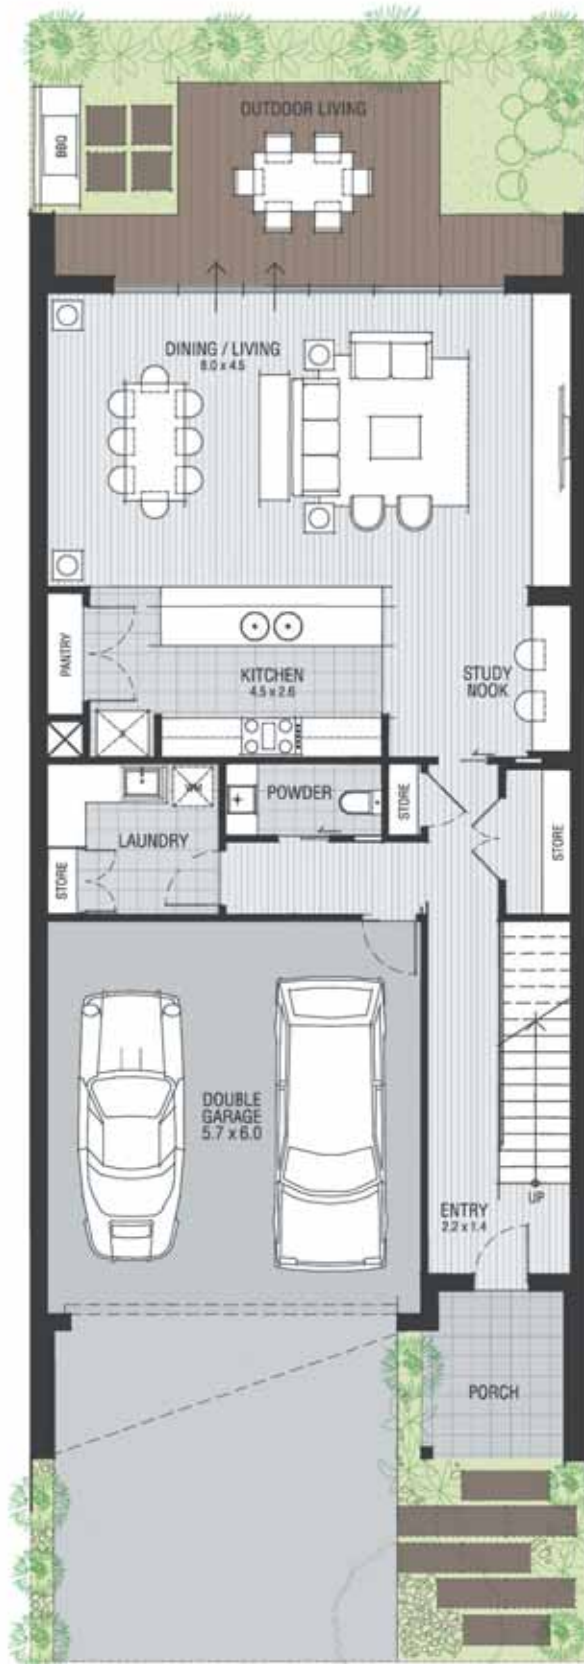 OUTDOOR LIVING
BBQ
DINING / LIVING
8.0 x 4.5
PANTRY
KITCHEN
4.5 x 2.6
STUDY
NOOK
POWDER
STORE
WM
LAUNDRY
STORE
STORE
DOUBLE
GARAGE
5.7 x 6.0
UP
ENTRY
2.2 x 1.4
PORCH